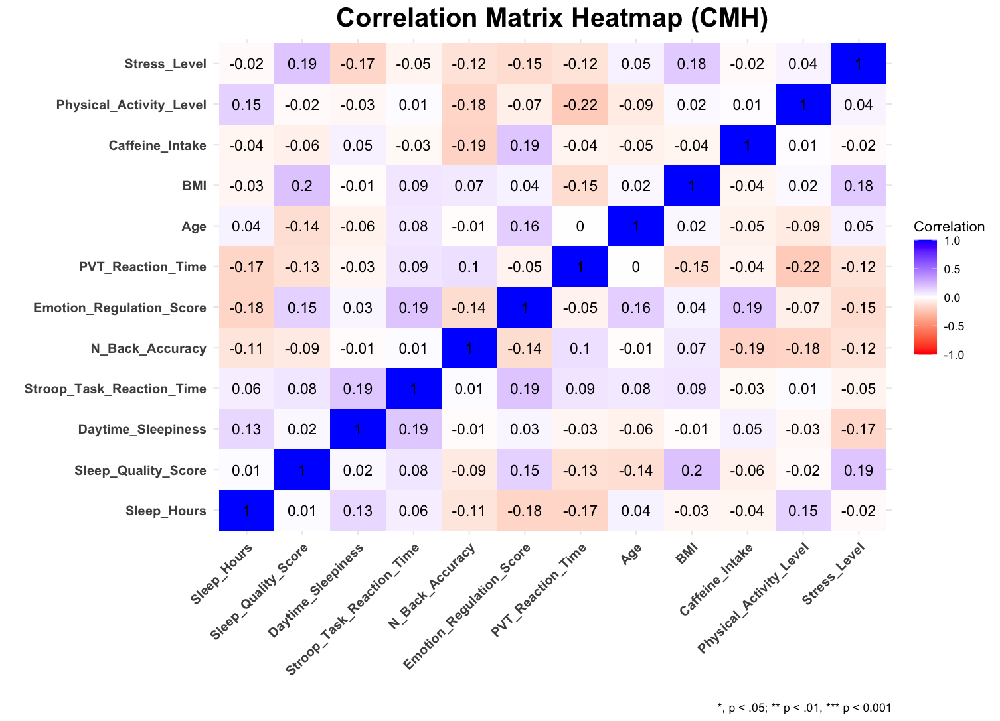 Correlation Matrix Heatmap (CMH)
Stress_Level -0.02 0.19 -0.17 -0.05 -0.12 -0.15 -0.12 0.05 0.18 -0.02 0.04 1
Physical_Activity_Level 0.15 -0.02 -0.03 0.01 -0.18 -0.07 -0.22 -0.09 0.02 0.01 1 0.04
Caffeine_Intake -0.04 -0.06 0.05 -0.03 -0.19 0.19 -0.04 -0.05 -0.04 1 0.01 -0.02
BMI -0.03 0.2 -0.01 0.09 0.07 0.04 -0.15 0.02 1 -0.04 0.02 0.18
Age 0.04 -0.14 -0.06 0.08 -0.01 0.16 0 1 0.02 -0.05 -0.09 0.05
PVT_Reaction_Time -0.17 -0.13 -0.03 0.09 0.1 -0.05 1 0 -0.15 -0.04 -0.22 -0.12
Emotion_Regulation_Score -0.18 0.15 0.03 0.19 -0.14 1 -0.05 0.16 0.04 0.19 -0.07 -0.15
N_Back_Accuracy -0.11 -0.09 -0.01 0.01 1 -0.14 0.1 -0.01 0.07 -0.19 -0.18 -0.12
Stroop_Task_Reaction_Time 0.06 0.08 0.19 1 0.01 0.19 0.09 0.08 0.09 -0.03 0.01 -0.05
Daytime_Sleepiness 0.13 0.02 1 0.19 -0.01 0.03 -0.03 -0.06 -0.01 0.05 -0.03 -0.17
Sleep_Quality_Score 0.01 1 0.02 0.08 -0.09 0.15 -0.13 -0.14 0.2 -0.06 -0.02 0.19
Sleep_Hours 1 0.01 0.13 0.06 -0.11 -0.18 -0.17 0.04 -0.03 -0.04 0.15 -0.02
Sleep_Hours
Sleep_Quality_Score
Daytime_Sleepiness
Stroop_Task_Reaction_Time
N_Back_Accuracy
Emotion_Regulation_Score
PVT_Reaction_Time
Age
BMI
Caffeine_Intake
Physical_Activity_Level
Stress_Level
Correlation
1.0
0.5
0.0
-0.5
-1.0
*, p < .05; ** p < .01, *** p < 0.001